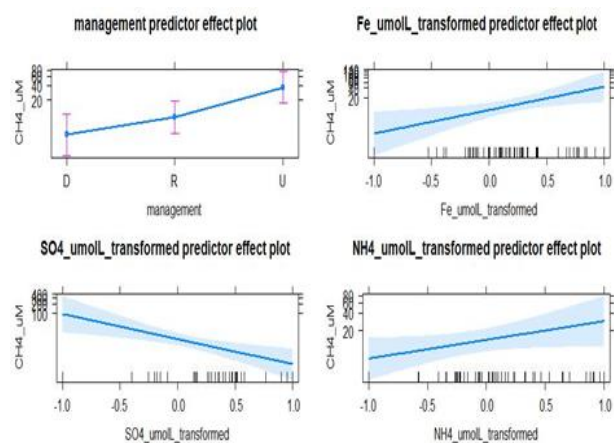 management predictor effect plot
CH4_uM
80
60
40
20
D R U
management
Fe_umolL_transformed predictor effect plot
CH4_uM
20
-1.0 -0.5 0.0 0.5 1.0
Fe_umolL_transformed
SO4_umolL_transformed predictor effect plot
CH4_uM
400
100
-1.0 -0.5 0.0 0.5 1.0
SO4_umolL_transformed
NH4_umolL_transformed predictor effect plot
CH4_uM
80
60
40
20
-1.0 -0.5 0.0 0.5 1.0
NH4_umolL_transformed